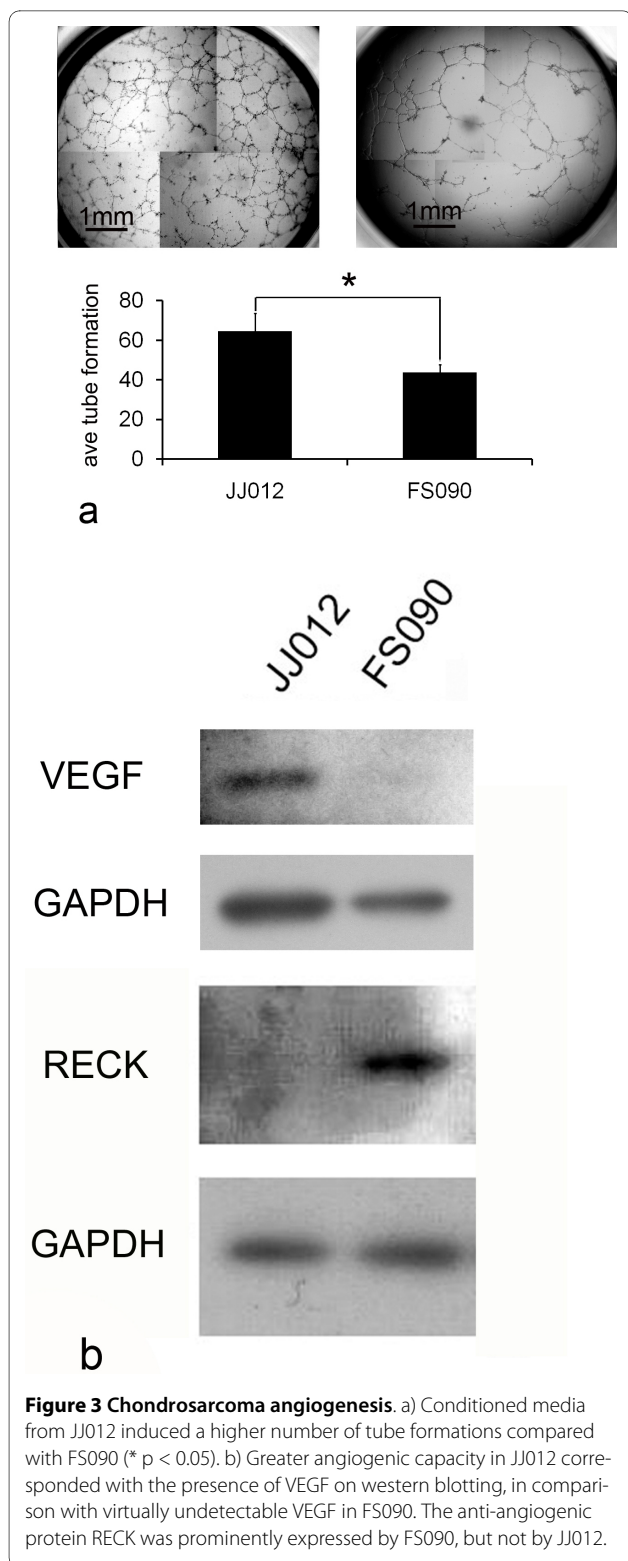 1mm
1mm
*
80
60
40
20
0
ave tube formation
JJ012
FS090
a
JJ012
FS090
VEGF
GAPDH
RECK
GAPDH
b
Figure 3 Chondrosarcoma angiogenesis. a) Conditioned media
from JJ012 induced a higher number of tube formations compared
with FS090 (* p < 0.05). b) Greater angiogenic capacity in JJ012 corre-
sponded with the presence of VEGF on western blotting, in compari-
son with virtually undetectable VEGF in FS090. The anti-angiogenic
protein RECK was prominently expressed by FS090, but not by JJ012.